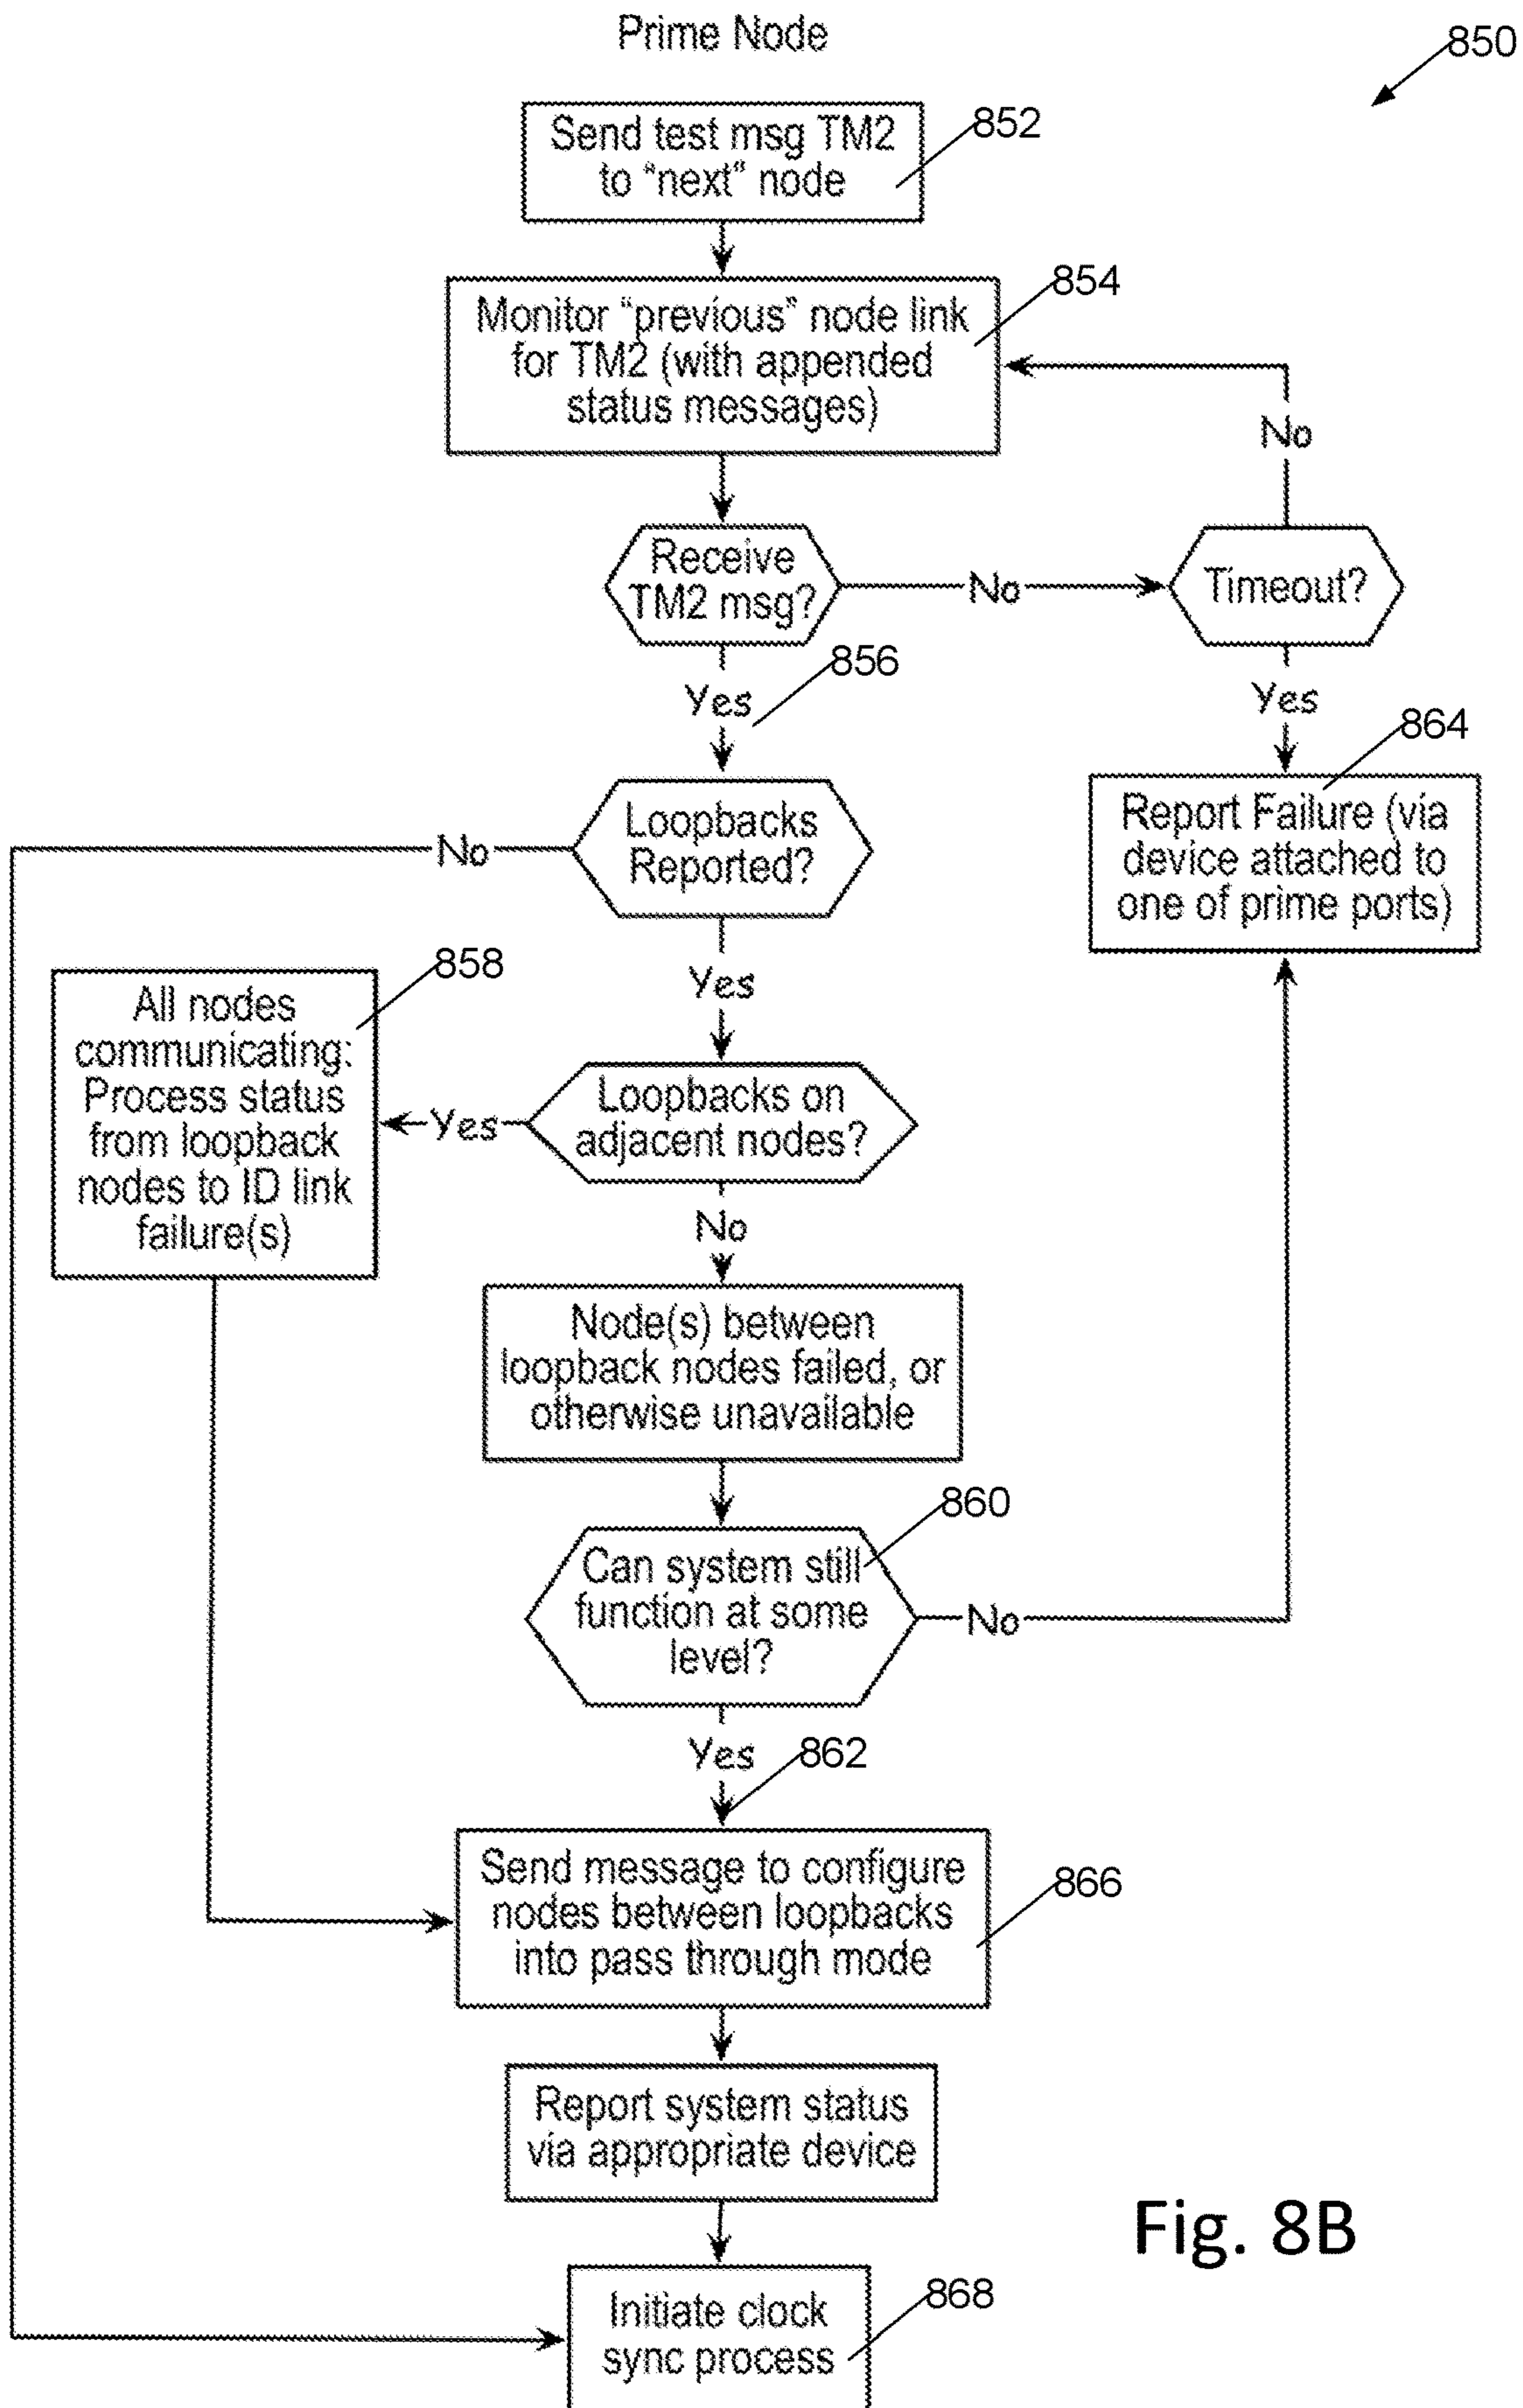 Prime Node
850
Send test msg TM2
to “next“ node
852
854
Monitor “previous” node link
for TM2 (with appended
status messages)
No
Receive
TM2 msg?
No
Timeout?
856
Yes
Yes
864
Loopbacks
Reported?
No
Report Failure (via
device attached to
one of prime ports)
858
Yes
All nodes
communicating:
Process status
from loopback
nodes to ID link
failure(s)
Loopbacks on
adjacent nodes?
Yes
No
Node(s) between
loopback nodes failed, or
otherwise unavailable
860
Can system still
function at some
level?
No
Yes
862
Send message to configure
nodes between loopbacks
into pass through mode
866
Report system status
via appropriate device
Fig. 8B
Initiate clock
sync process
868